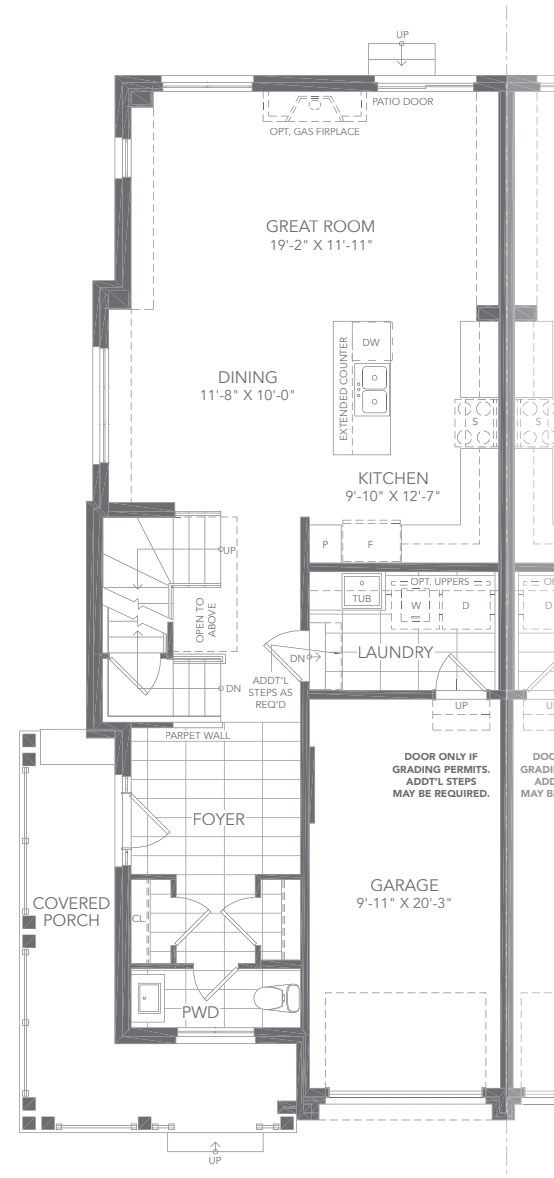 UP
PATIO DOOR
OPT. GAS FIRPLACE
GREAT ROOM
19'-2" X 11'-11"
EXTENDED COUNTER
DW
DINING
11'-8" X 10'-0"
S
S
KITCHEN
9'-10" X 12'-7"
P
F
UP
OPEN TO
ABOVE
TUB
OPT. UPPERS
W
D
D
DN
LAUNDRY
DN
ADDT'L
STEPS AS
REQ'D
UP
PARPET WALL
DOOR ONLY IF
GRADING PERMITS.
ADDT'L STEPS
MAY BE REQUIRED.
FOYER
GARAGE
9'-11" X 20'-3"
COVERED
PORCH
CL.
PWD
UP